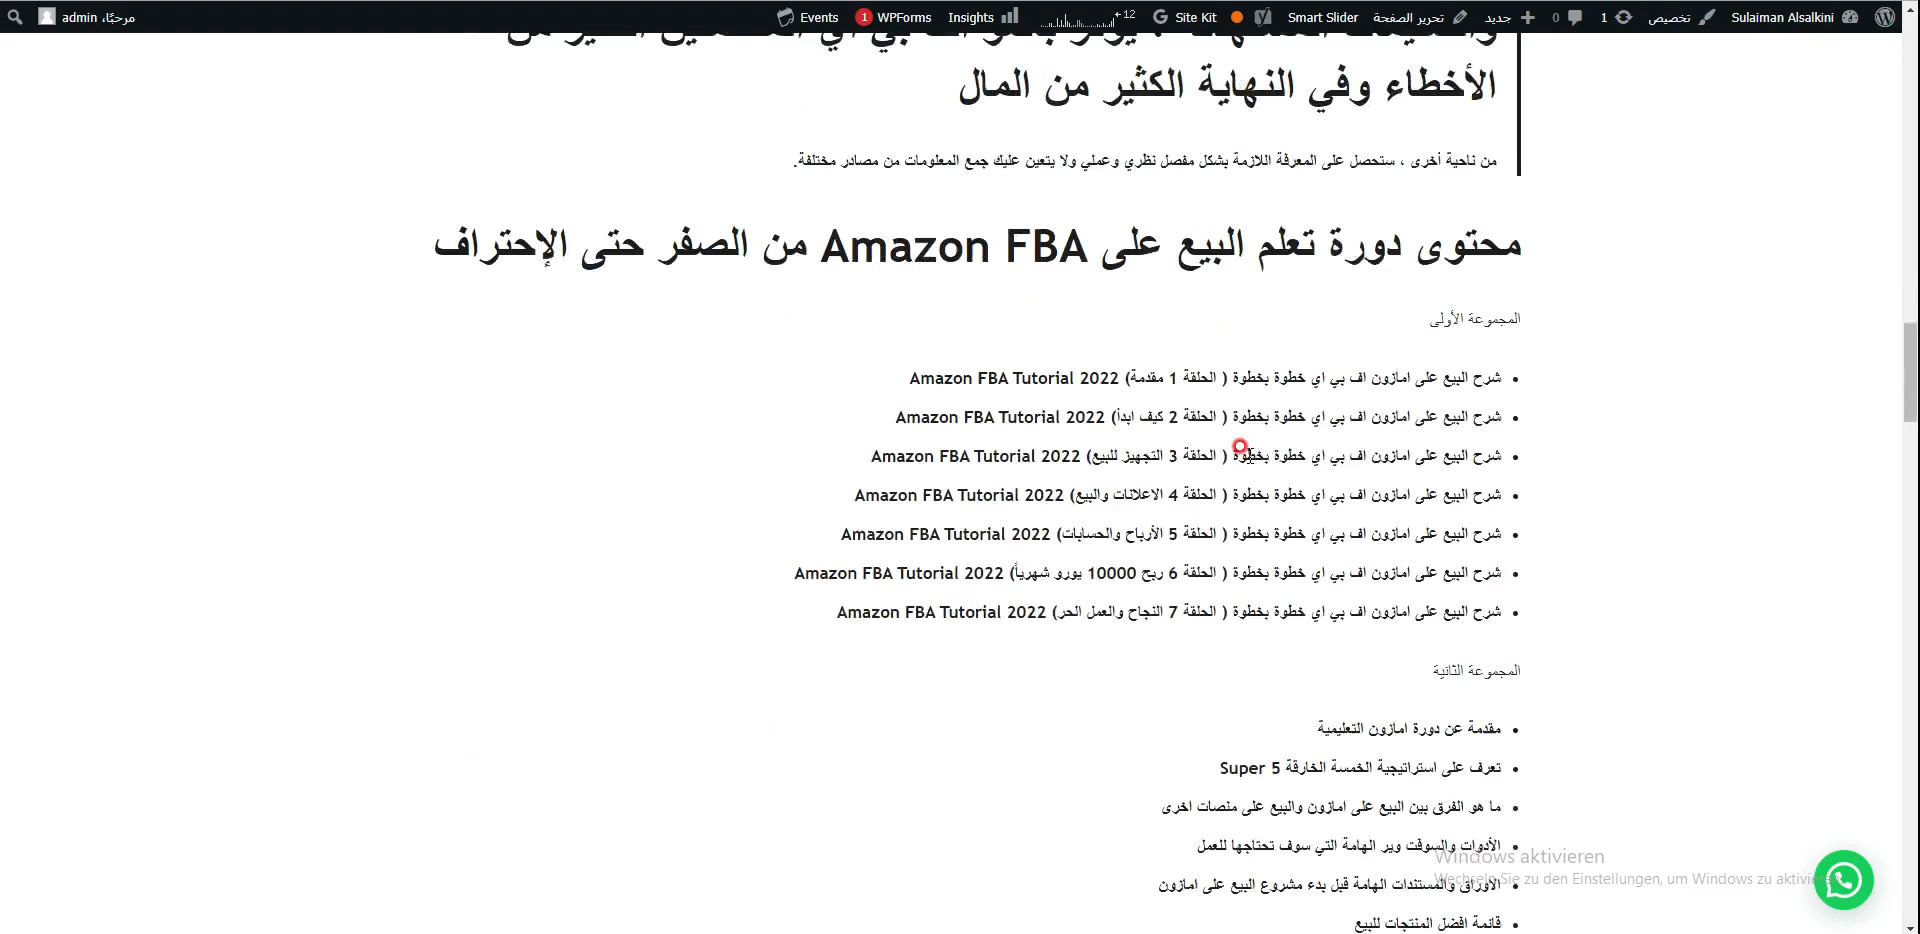 admin مرحبًا،
Events
1 WPForms
Insights
12
Site Kit
Smart Slider
تحرير الصفحة
جديد
0
1
تخصيص
Sulaiman Alsalkini
الأخطاء وفي النهاية الكثير من المال
من ناحية أخرى ، ستحصل على المعرفة اللازمة بشكل مفصل نظري وعملي ولا يتعين عليك جمع المعلومات من مصادر مختلفة.
محتوى دورة تعلم البيع على Amazon FBA من الصفر حتى الإحتراف
المجموعة الأولى
شرح البيع على امازون اف بي اي خطوة بخطوة ( الحلقة 1 مقدمة) Amazon FBA Tutorial 2022
شرح البيع على امازون اف بي اي خطوة بخطوة ( الحلقة 2 كيف ابدأ) Amazon FBA Tutorial 2022
شرح البيع على امازون اف بي اي خطوة بخطوة ( الحلقة 3 التجهيز للبيع) Amazon FBA Tutorial 2022
شرح البيع على امازون اف بي اي خطوة بخطوة ( الحلقة 4 الاعلانات والبيع) Amazon FBA Tutorial 2022
شرح البيع على امازون اف بي اي خطوة بخطوة ( الحلقة 5 الأرباح والحسابات) Amazon FBA Tutorial 2022
شرح البيع على امازون اف بي اي خطوة بخطوة ( الحلقة 6 ربح 10000 يورو شهرياً) Amazon FBA Tutorial 2022
شرح البيع على امازون اف بي اي خطوة بخطوة ( الحلقة 7 النجاح والعمل الحر) Amazon FBA Tutorial 2022
المجموعة الثانية
مقدمة عن دورة امازون التعليمية
تعرف على استراتيجية الخمسة الخارقة Super 5
ما هو الفرق بين البيع على امازون والبيع على منصات اخرى
الأدوات والسوفت وير الهامة التي سوف تحتاجها للعمل
الأوراق والمستندات الهامة قبل بدء مشروع البيع على امازون
قائمة افضل المنتجات للبيع
Windows aktivieren
Wechseln Sie zu den Einstellungen, um Windows zu